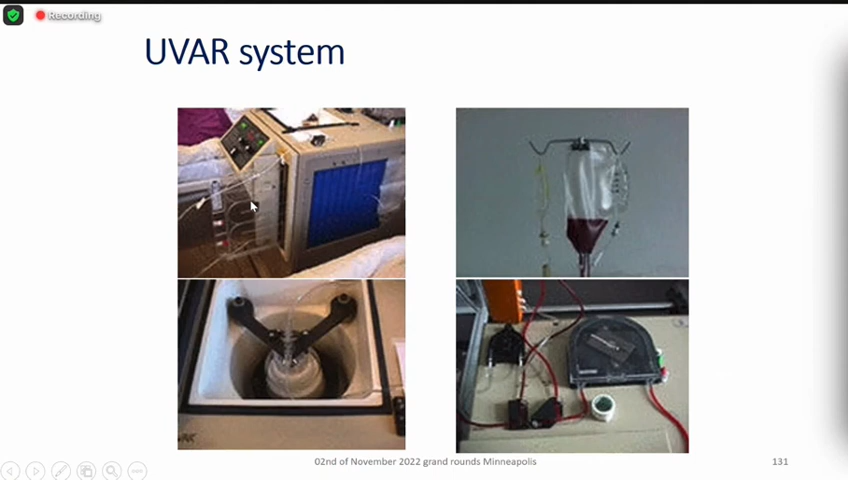 Recording
UVAR system
02nd of November 2022 grand rounds Minneapolis
131